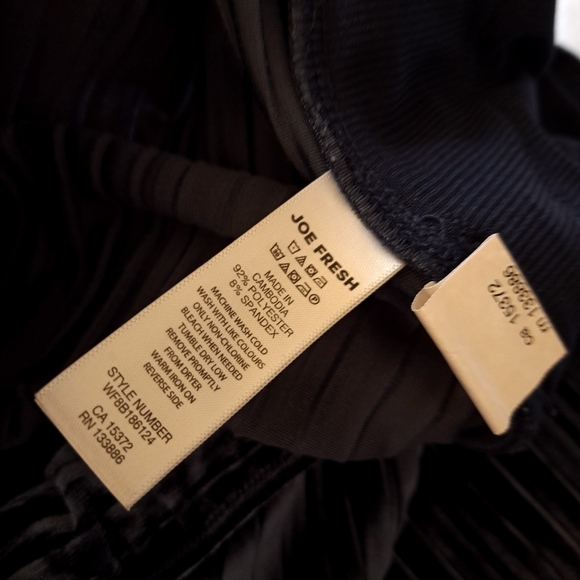 JOE FRESH
MADE IN
CAMBODIA
92% POLYESTER
8% SPANDEX
MACHINE WASH COLD
WASH WITH LIKE COLOURS
ONLY NON-CHLORINE
BLEACH WHEN NEEDED
TUMBLE DRY LOW
REMOVE PROMPTLY
FROM DRYER
WARM IRON ON
REVERSE SIDE
STYLE NUMBER
WF8B186124
CA 15372
RN 133886
ca 15372
rn 133886